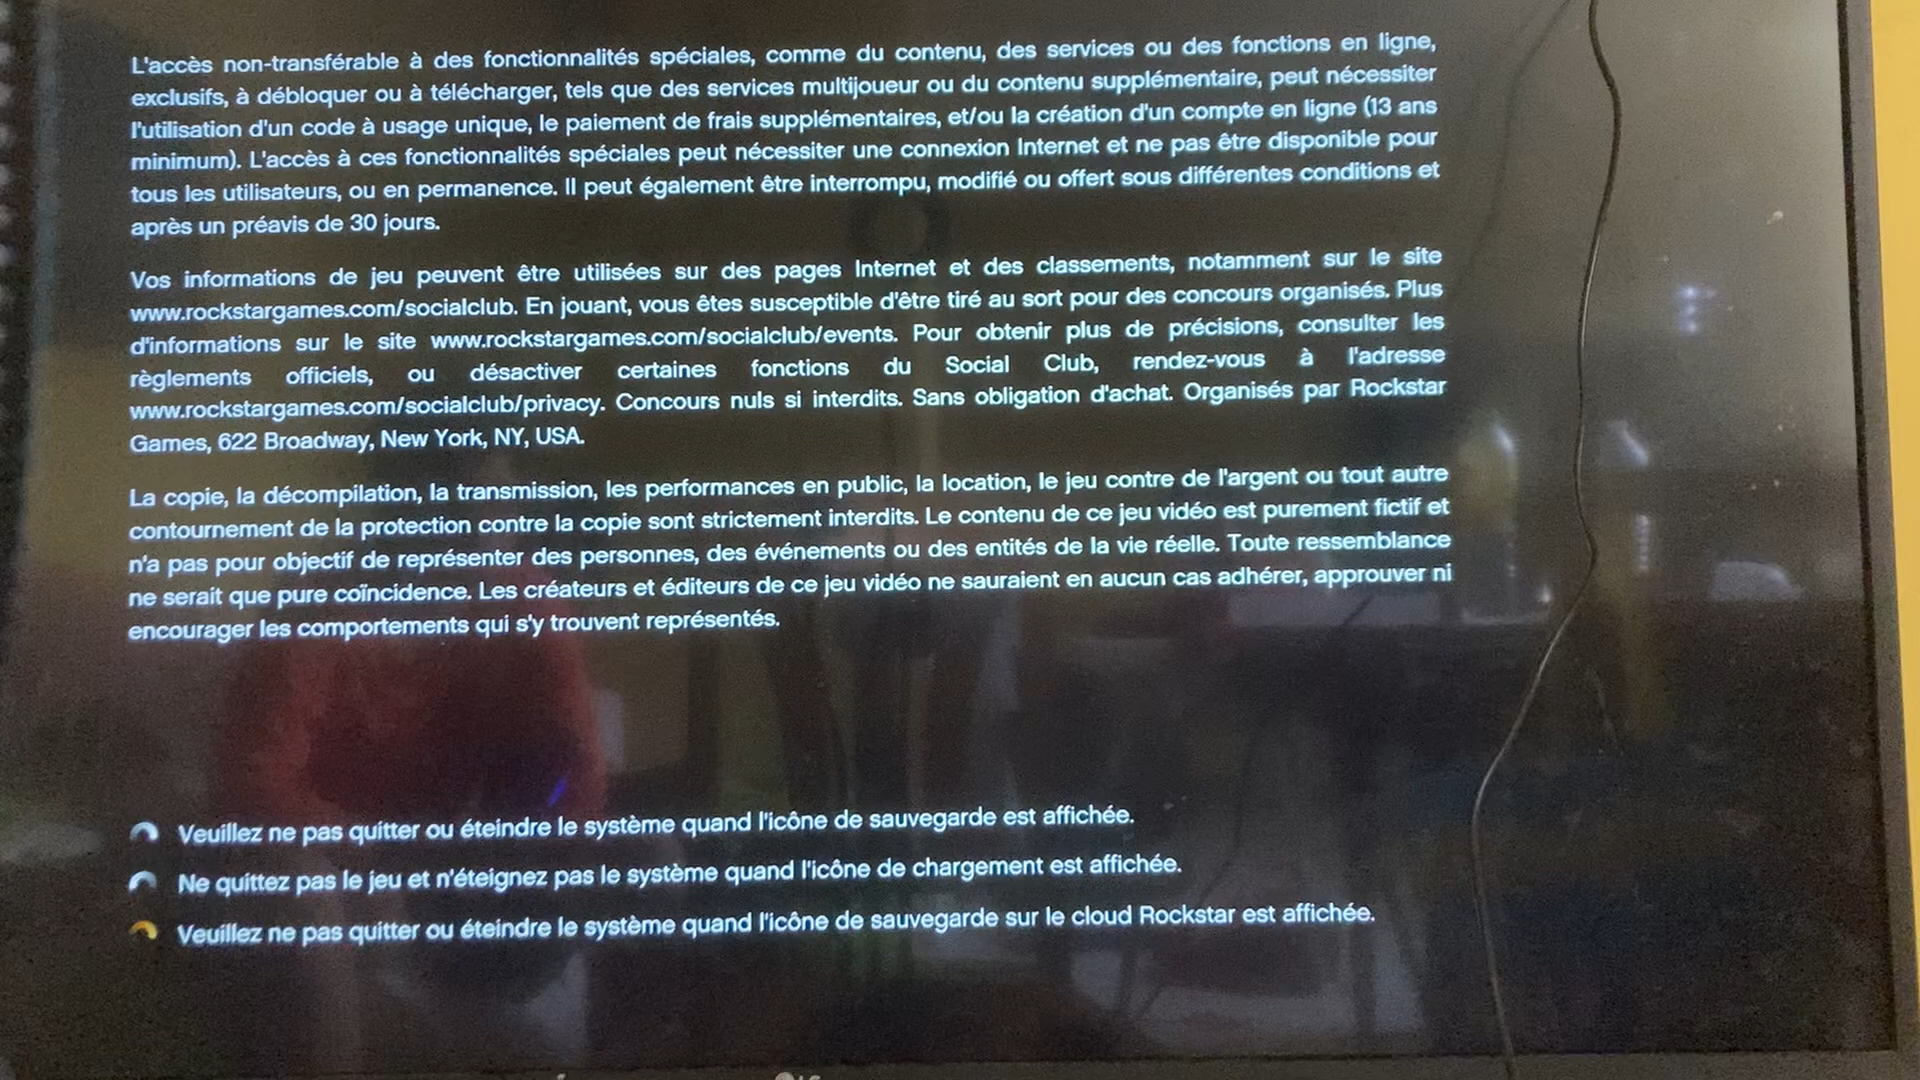 L'accès non-transférable à des fonctionnalités spéciales, comme du contenu, des services ou des fonctions en ligne,
exclusifs, à débloquer ou à télécharger, tels que des services multijoueur ou du contenu supplémentaire, peut nécessiter
l'utilisation d'un code à usage unique, le paiement de frais supplémentaires, et/ou la création d'un compte en ligne (13 ans
minimum). L'accès à ces fonctionnalités spéciales peut nécessiter une connexion Internet et ne pas être disponible pour
tous les utilisateurs, ou en permanence. Il peut également être interrompu, modifié ou offert sous différentes conditions et
après un préavis de 30 jours.
Vos informations de jeu peuvent être utilisées sur des pages Internet et des classements, notamment sur le site
www.rockstargames.com/socialclub. En jouant, vous êtes susceptible d'être tiré au sort pour des concours organisés. Plus
d'informations sur le site www.rockstargames.com/socialclub/events. Pour obtenir plus de précisions, consulter les
règlements officiels, ou désactiver certaines fonctions du Social Club, rendez-vous à l'adresse
www.rockstargames.com/socialclub/privacy. Concours nuls si interdits. Sans obligation d'achat. Organisés par Rockstar
Games, 622 Broadway, New York, NY, USA.
La copie, la décompilation, la transmission, les performances en public, la location, le jeu contre de l'argent ou tout autre
contournement de la protection contre la copie sont strictement interdits. Le contenu de ce jeu vidéo est purement fictif et
n'a pas pour objectif de représenter des personnes, des événements ou des entités de la vie réelle. Toute ressemblance
ne serait que pure coïncidence. Les créateurs et éditeurs de ce jeu vidéo ne sauraient en aucun cas adhérer, approuver ni
encourager les comportements qui s'y trouvent représentés.
Veuillez ne pas quitter ou éteindre le système quand l'icône de sauvegarde est affichée.
Ne quittez pas le jeu et n'éteignez pas le système quand l'icône de chargement est affichée.
Veuillez ne pas quitter ou éteindre le système quand l'icône de sauvegarde sur le cloud Rockstar est affichée.